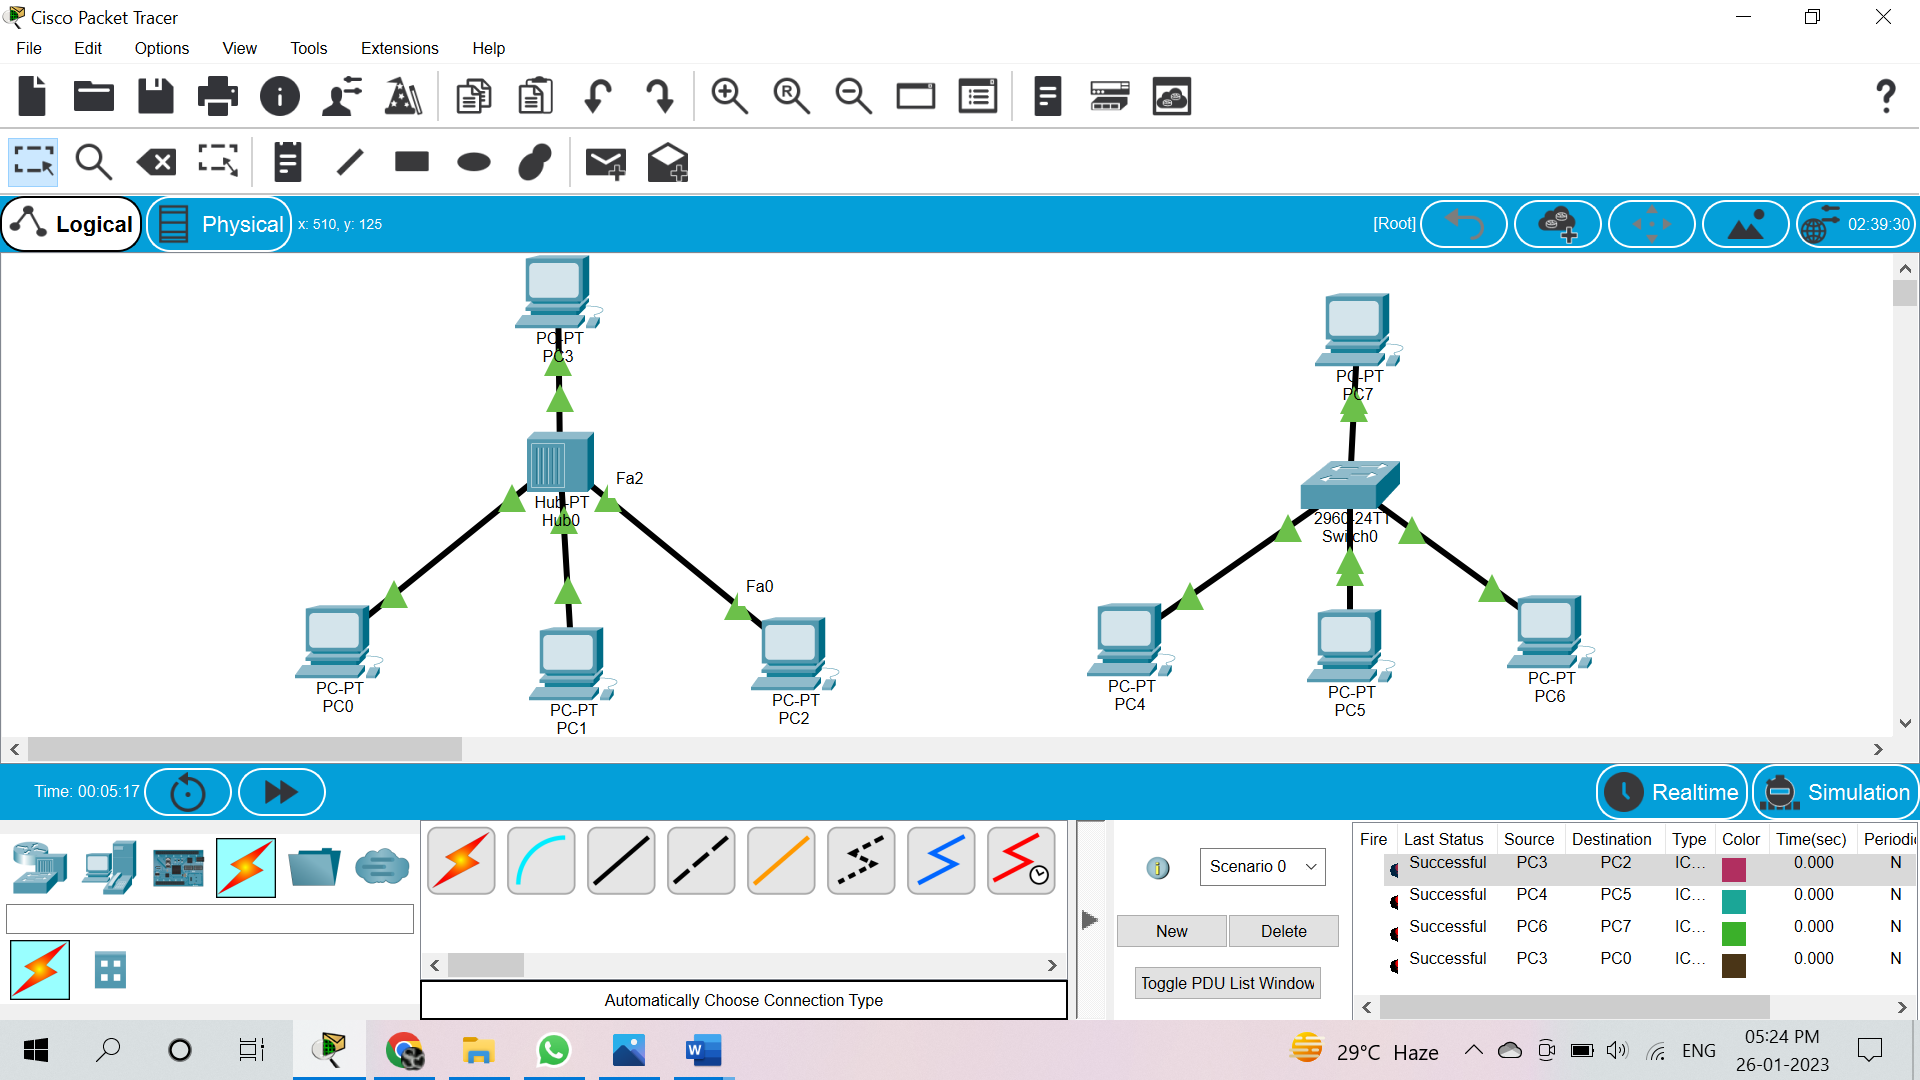 Cisco Packet Tracer
File Edit Options View Tools Extensions Help
Logical Physical x: 510, y: 125 [Root] 02:39:30
PC-PT
PC3
PC-PT
PC7
Fa2
Hub-PT
Hub0
2960-24TT
Switch0
Fa0
PC-PT
PC0
PC-PT
PC1
PC-PT
PC2
PC-PT
PC4
PC-PT
PC5
PC-PT
PC6
Time: 00:05:17 Realtime Simulation
Scenario 0
New Delete
Toggle PDU List Window
Automatically Choose Connection Type
Fire Last Status Source Destination Type Color Time(sec) Periodi
Successful PC3 PC2 IC... 0.000 N
Successful PC4 PC5 IC... 0.000 N
Successful PC6 PC7 IC... 0.000 N
Successful PC3 PC0 IC... 0.000 N
29°C Haze ENG 05:24 PM
26-01-2023